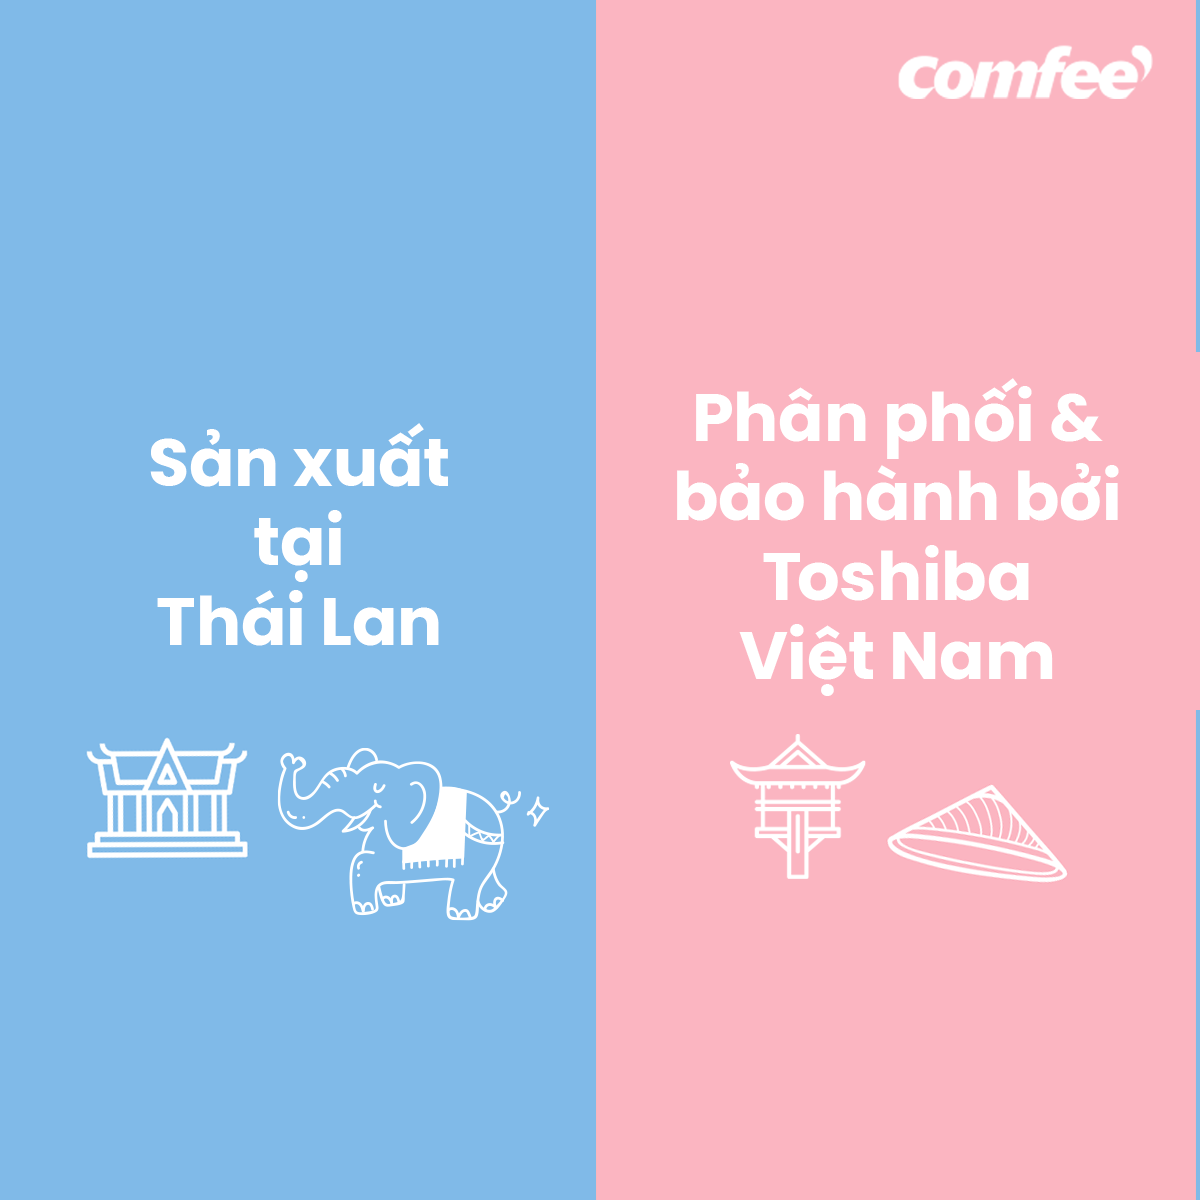 comfee'
Sản xuất
tại
Thái Lan
Phân phối &
bảo hành bởi
Toshiba
Việt Nam